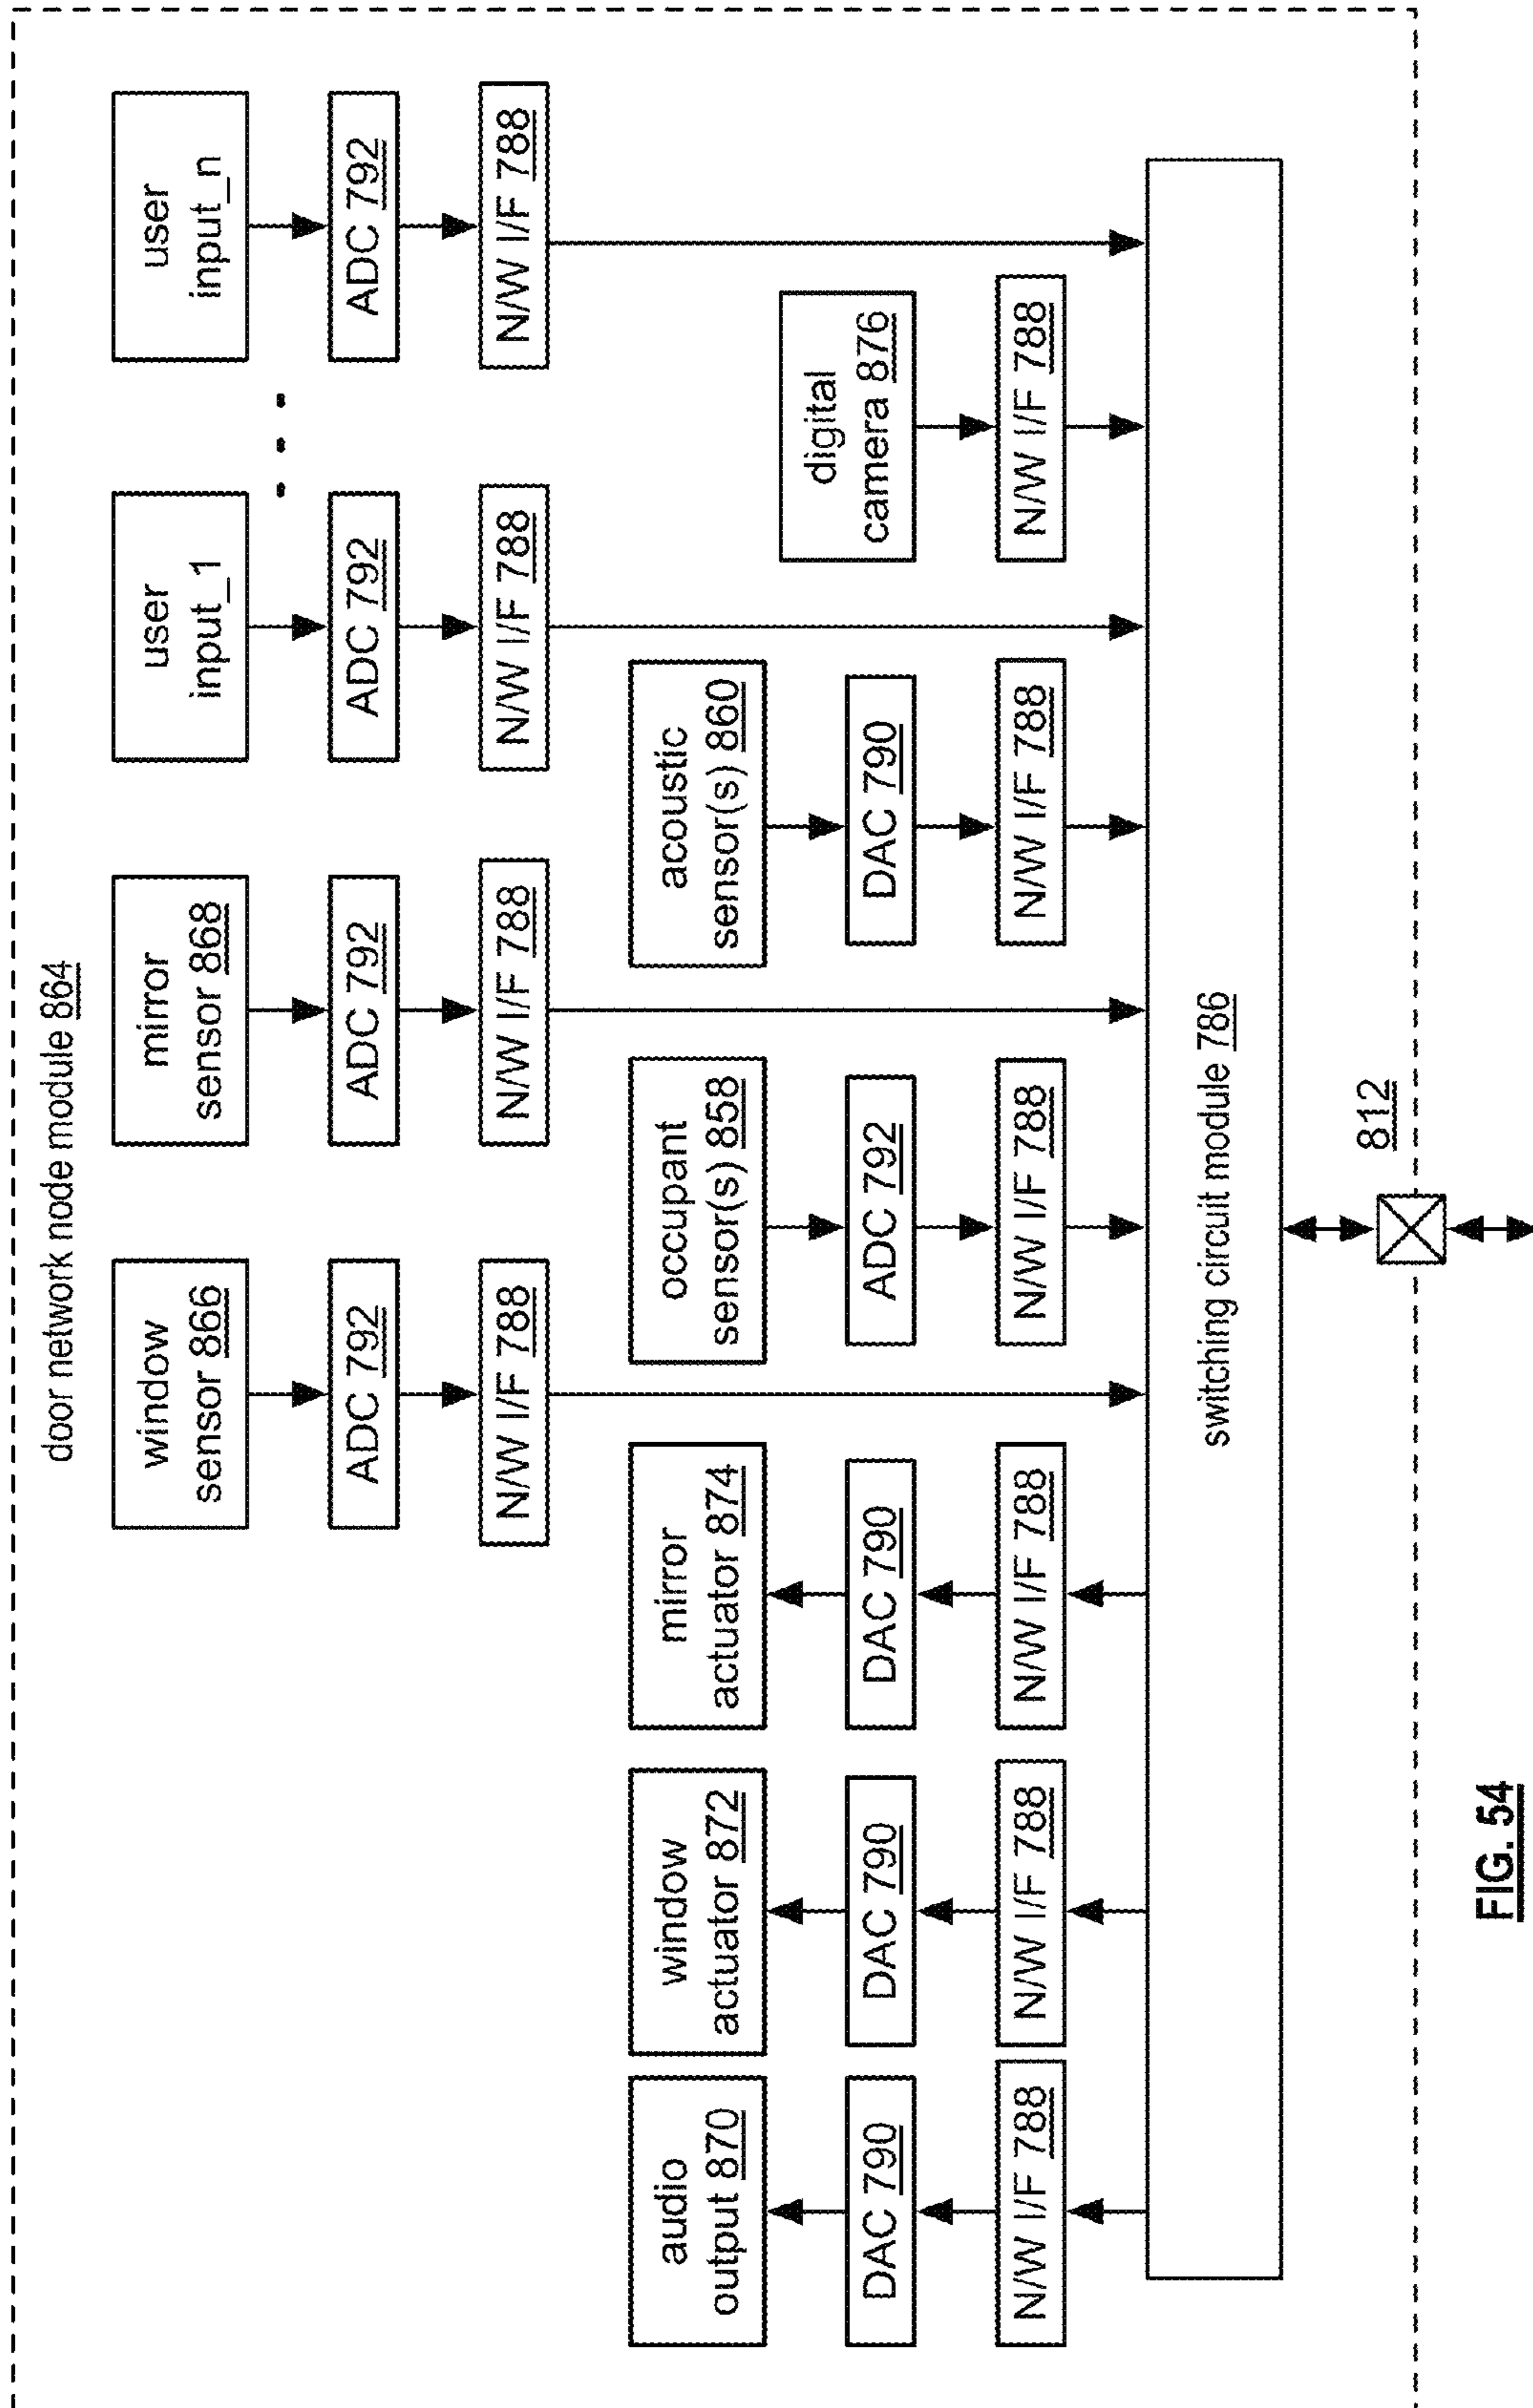 door network node module 864
window
sensor 866
mirror
sensor 868
user
input_1
. . .
user
input_n
ADC 792
ADC 792
ADC 792
ADC 792
N/W I/F 788
N/W I/F 788
N/W I/F 788
N/W I/F 788
audio
output 870
window
actuator 872
mirror
actuator 874
occupant
sensor(s) 858
acoustic
sensor(s) 860
digital
camera 876
DAC 790
DAC 790
DAC 790
ADC 792
DAC 790
N/W I/F 788
N/W I/F 788
N/W I/F 788
N/W I/F 788
N/W I/F 788
N/W I/F 788
switching circuit module 786
812
FIG. 54